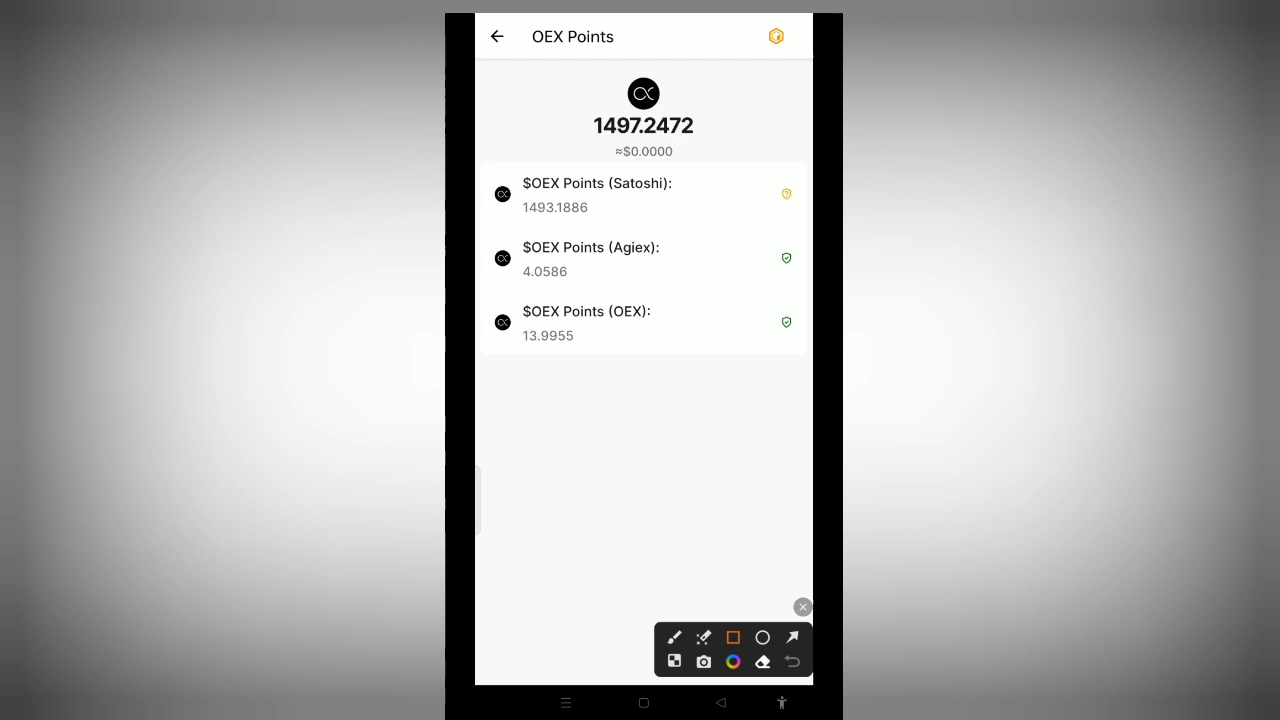 OEX Points
1497.2472
≈$0.0000
$OEX Points (Satoshi):
1493.1886
$OEX Points (Agiex):
4.0586
$OEX Points (OEX):
13.9955